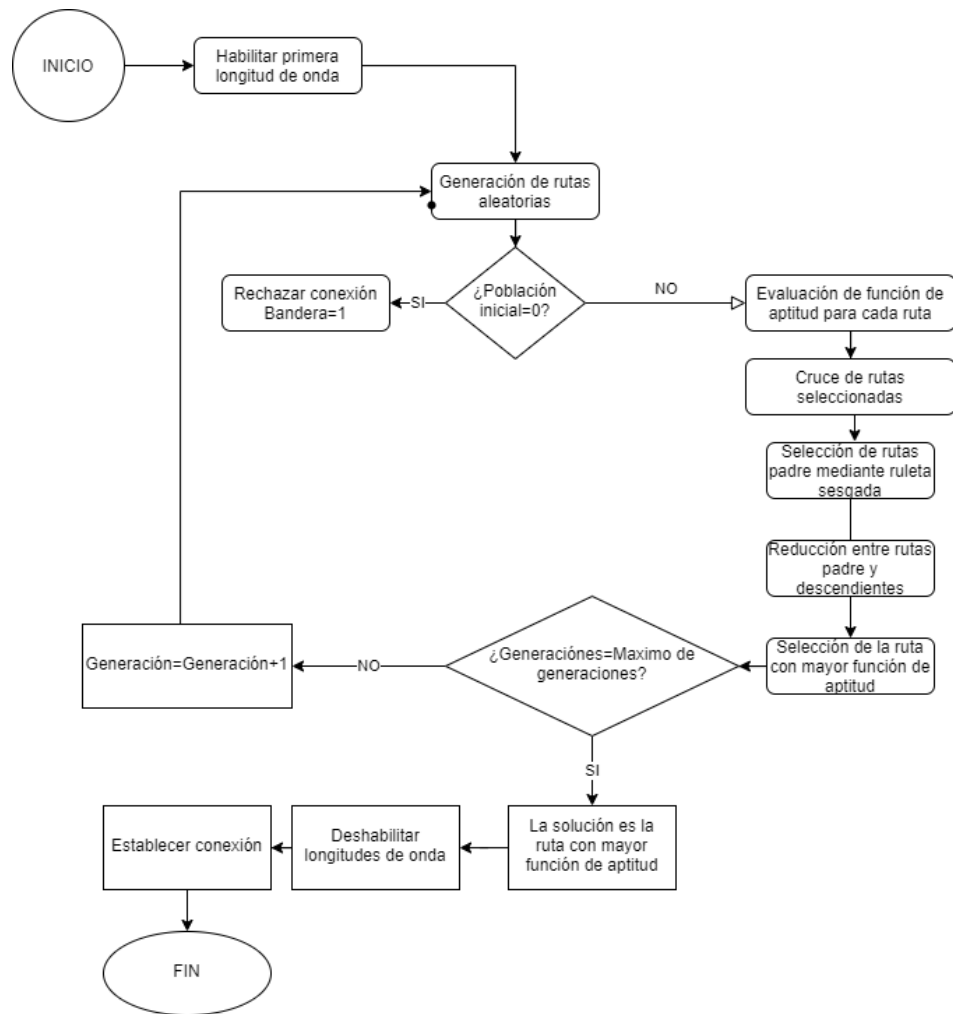 INICIO
Habilitar primera
longitud de onda
Generación de rutas
aleatorias
¿Población
inicial=0?
SI
Rechazar conexión
Bandera=1
NO
Evaluación de función de
aptitud para cada ruta
Cruce de rutas
seleccionadas
Selección de rutas
padre mediante ruleta
sesgada
Reducción entre rutas
padre y
descendientes
Selección de la ruta
con mayor función de
aptitud
¿Generaciónes=Maximo de
generaciones?
NO
Generación=Generación+1
SI
La solución es la
ruta con mayor
función de aptitud
Deshabilitar
longitudes de onda
Establecer conexión
FIN